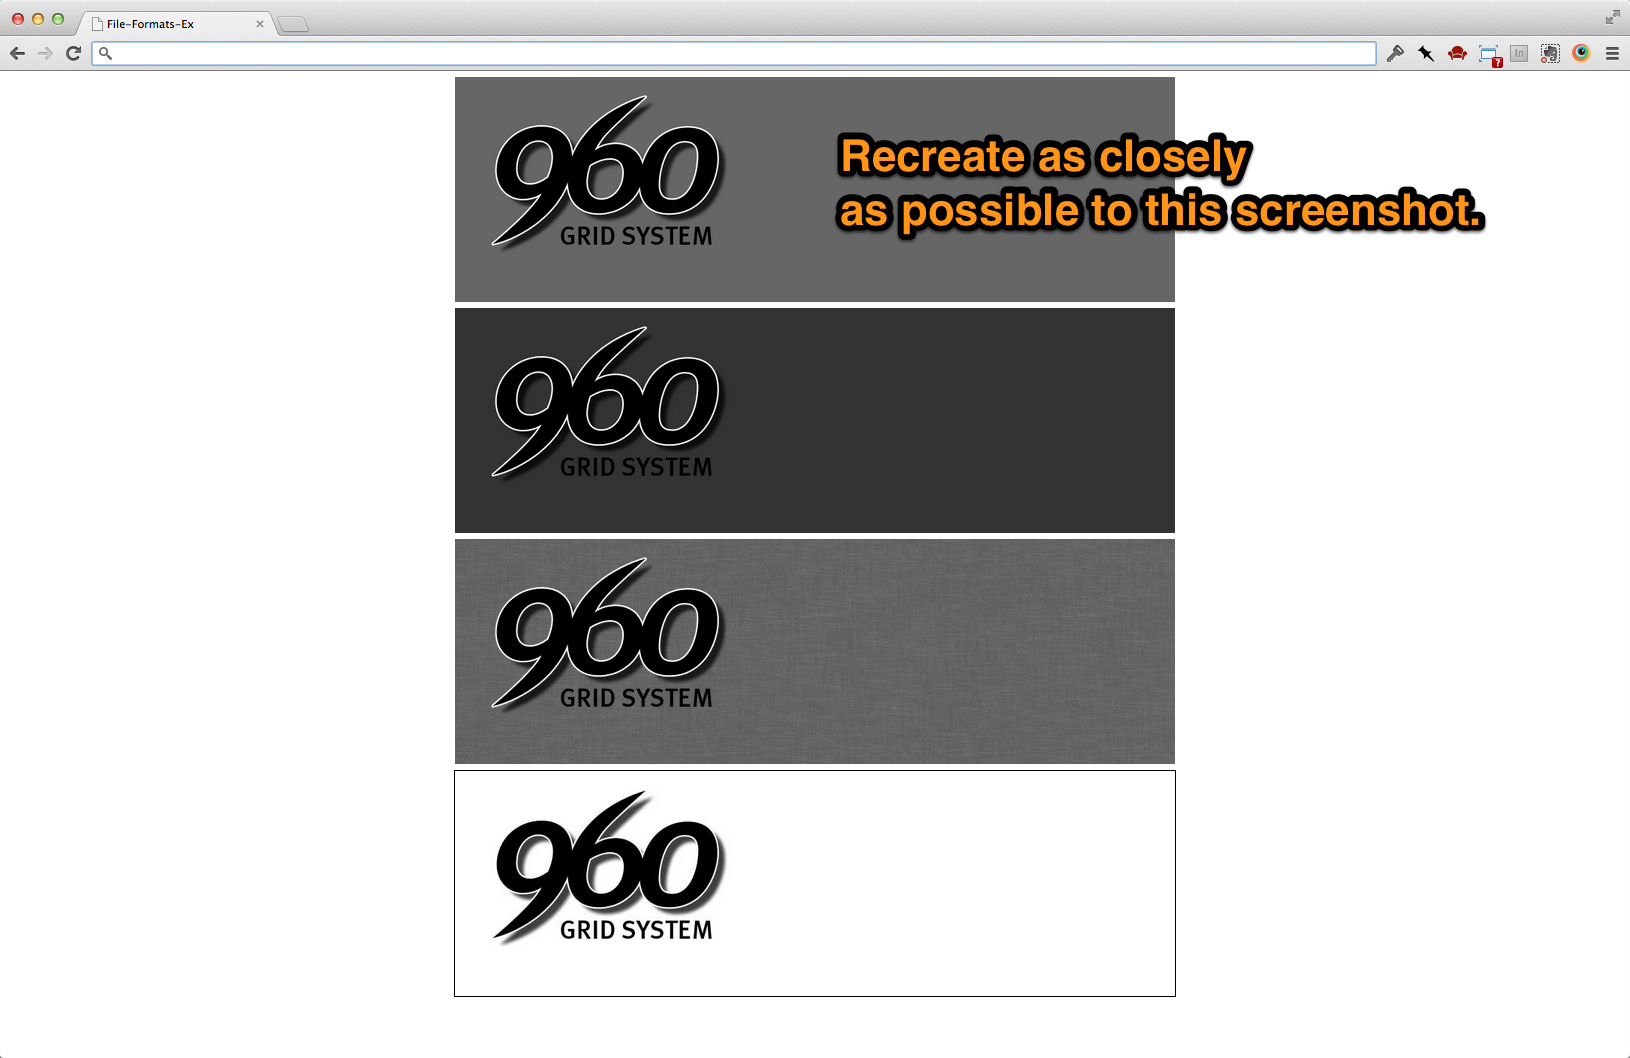 File-Formats-Ex
?
In
960
GRID SYSTEM
Recreate as closely
as possible to this screenshot.
960
GRID SYSTEM
960
GRID SYSTEM
960
GRID SYSTEM